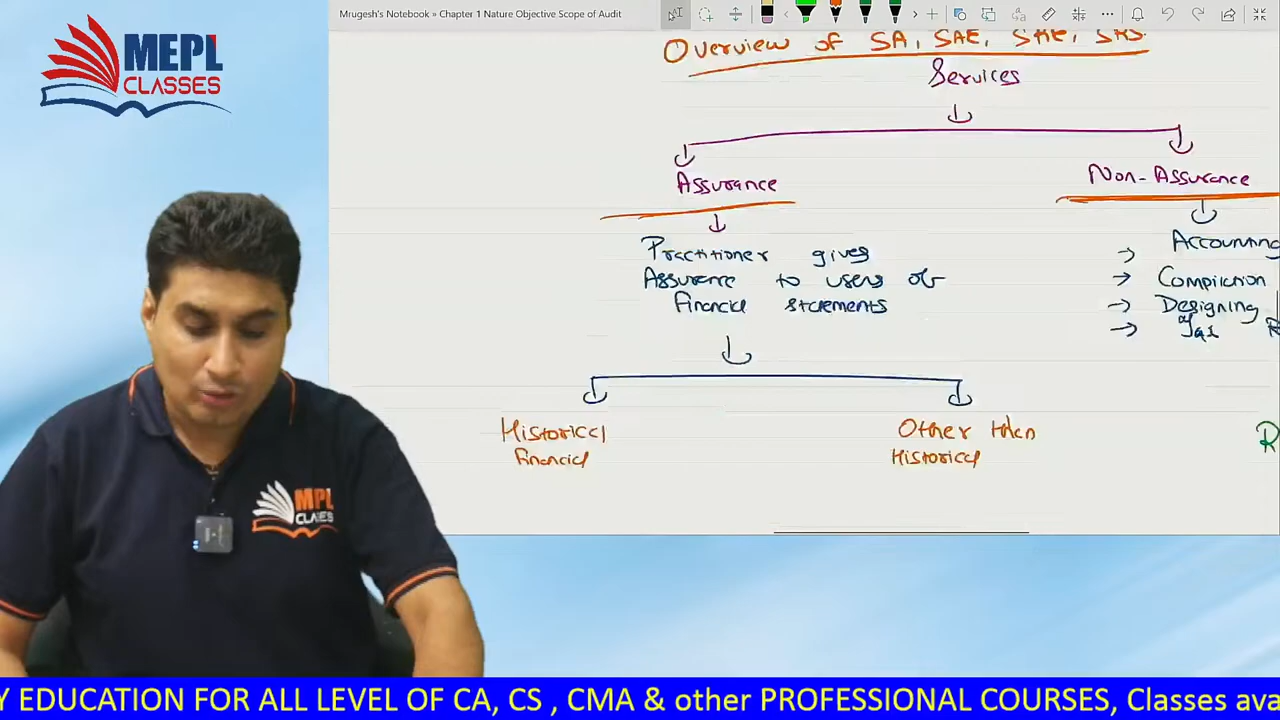 MEPL
CLASSES
Mrugesh's Notebook » Chapter 1 Nature Objective Scope of Audit
Overview of SA, SAE, SRE, SRS.
Services
Assurance
Non-Assurance
Practitioner gives
Assurance to users of
Financial statements
→ Accounting
→ Compilation
→ Designing
→
Historical
Financial
Other than
Historical
R
MPL
CLASSES
Y EDUCATION FOR ALL LEVEL OF CA, CS , CMA & other PROFESSIONAL COURSES, Classes ava